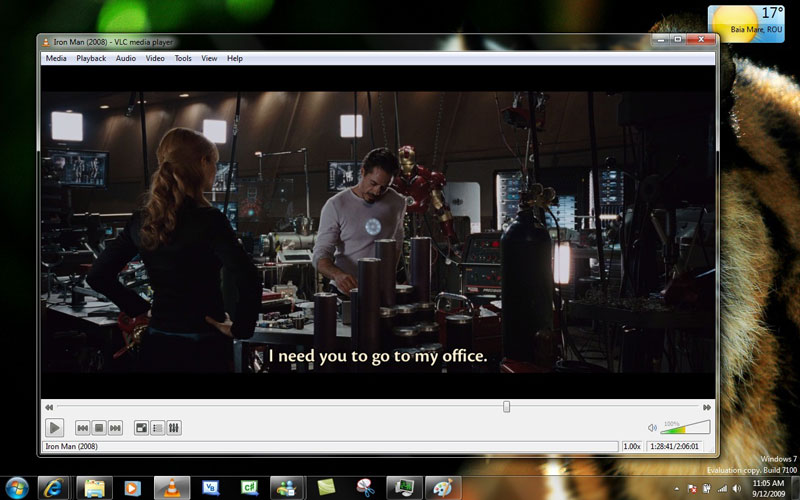 17°
Baia Mare, ROU
Iron Man (2008) - VLC media player
Media Playback Audio Video Tools View Help
I need you to go to my office.
100%
Iron Man (2008) 1.00x 1:28:41/2:06:01
Windows 7
Evaluation copy. Build 7100
VB C#
11:05 AM
9/12/2009